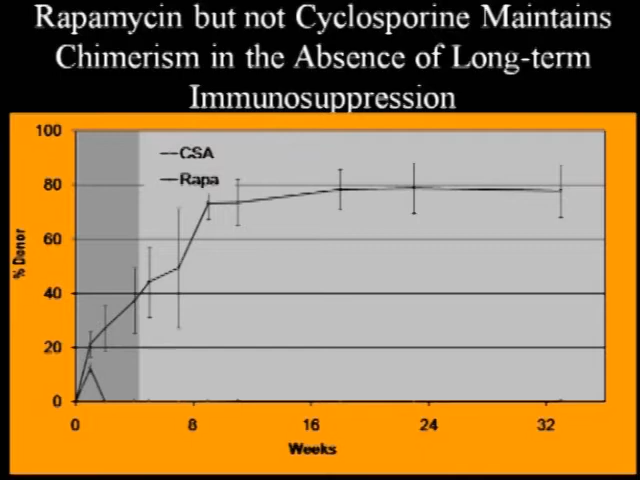 Rapamycin but not Cyclosporine Maintains
Chimerism in the Absence of Long-term
Immunosuppression
100
80
60
40
20
0
% Donor
CSA
Rapa
0 8 16 24 32
Weeks